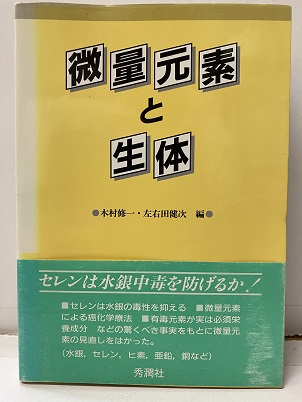 微量元素
と
生体
●木村修一・左右田健次 編●
セレンは水銀中毒を防げるか!
■セレンは水銀の毒性を抑える ■微量元素
による癌化学療法 ■有毒元素が実は必須栄
養成分 などの驚くべき事実をもとに微量元
素の見直しをはかった。
(水銀、セレン、ヒ素、亜鉛、銅など)
秀潤社